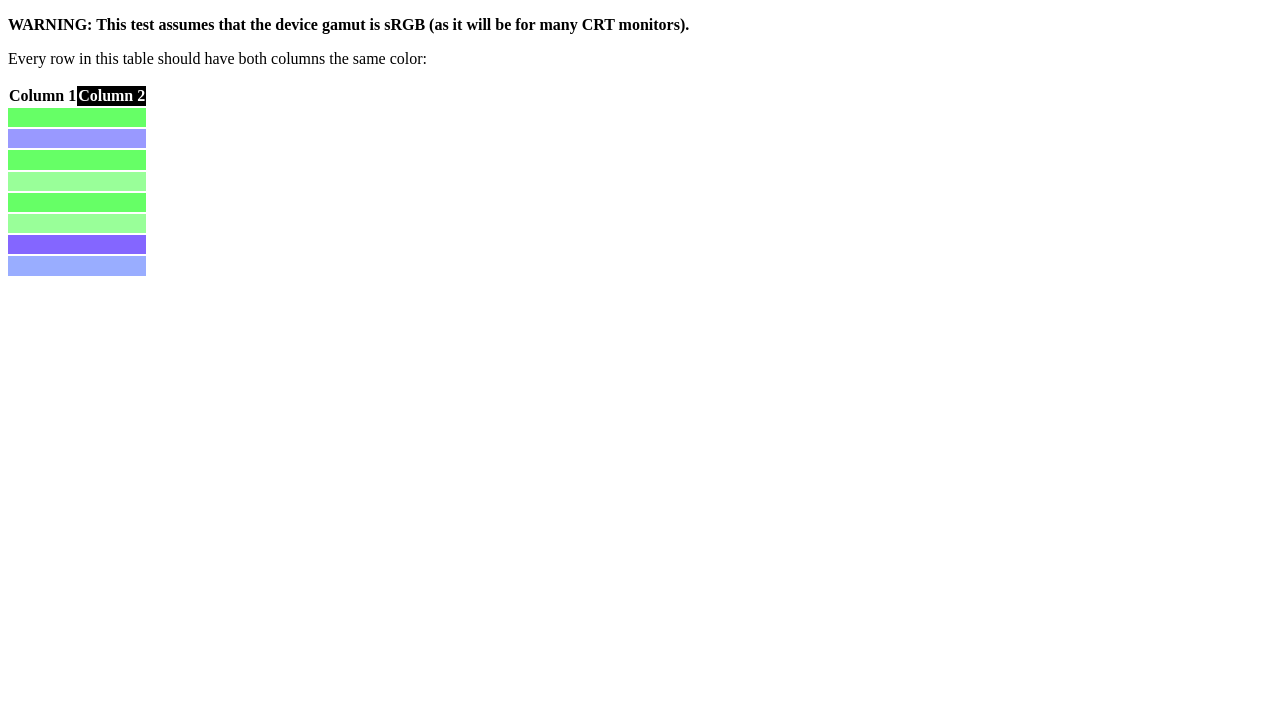 WARNING: This test assumes that the device gamut is sRGB (as it will be for many CRT monitors).
Every row in this table should have both columns the same color:
Column 1 Column 2